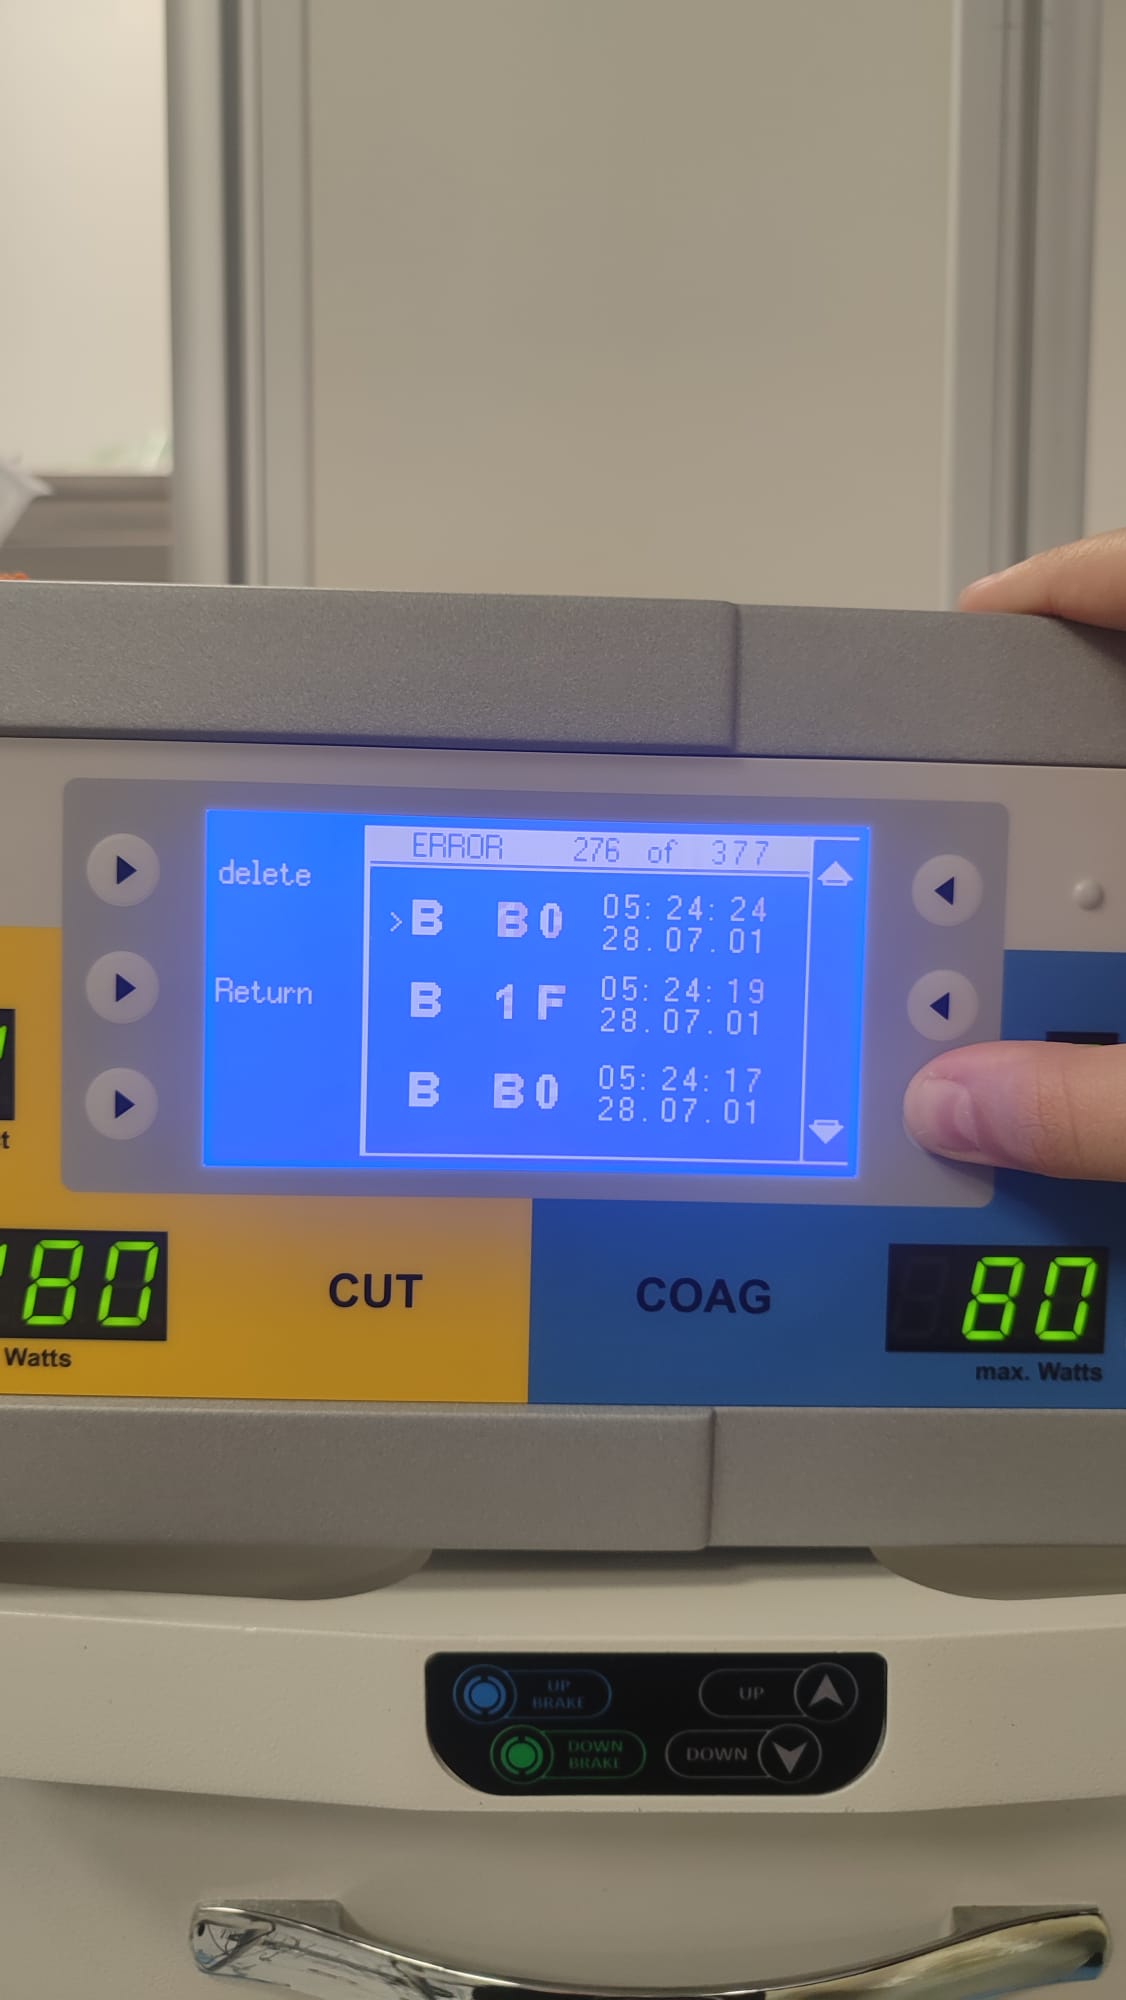 ERROR 276 of 377
delete
>B B0 05:24:24
28.07.01
Return
B 1F 05:24:19
28.07.01
B B0 05:24:17
28.07.01
80
CUT
COAG
80
Watts
max. Watts
UP
BRAKE
UP
DOWN
BRAKE
DOWN